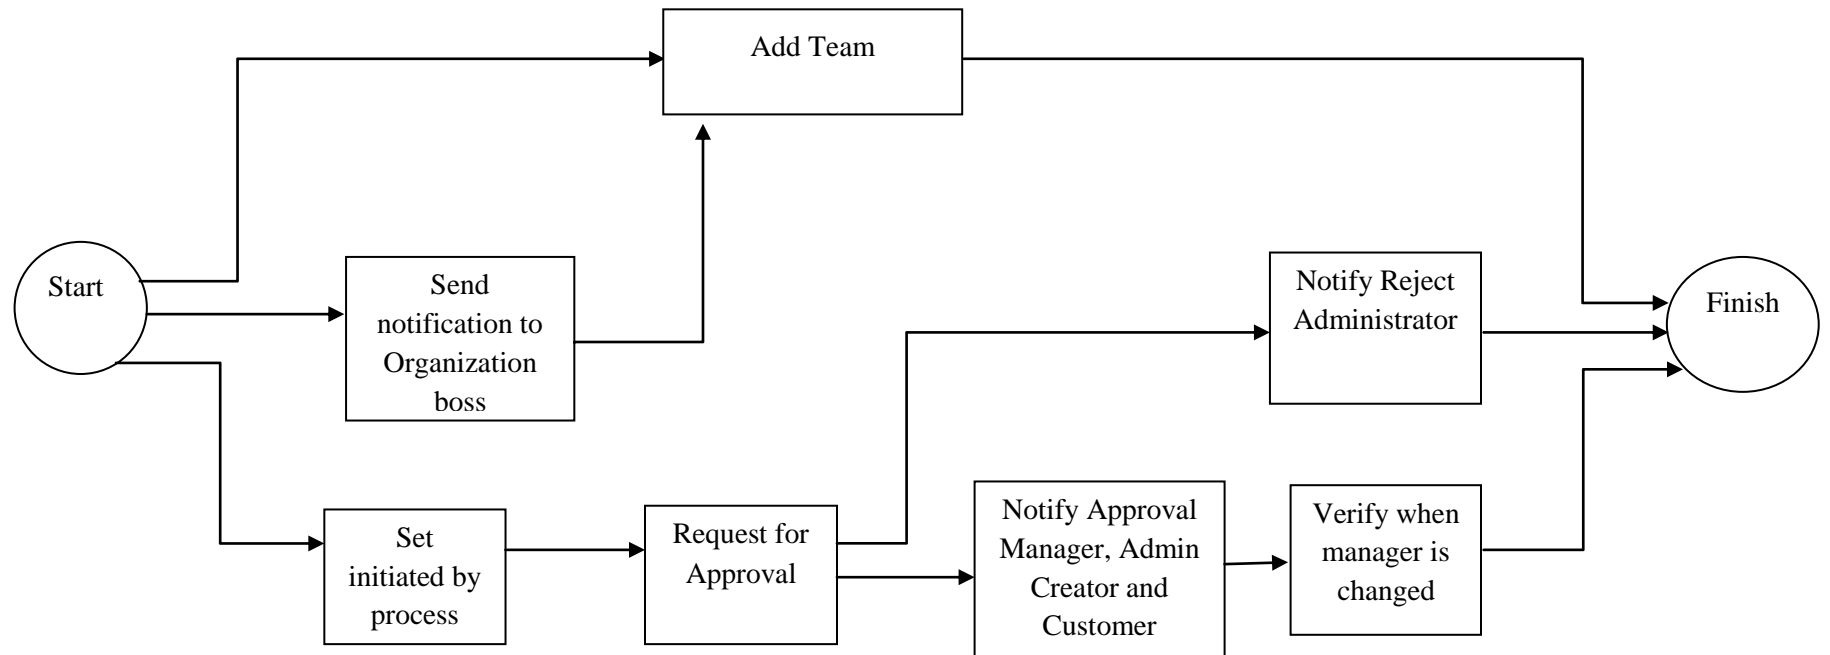 Add Team
Start
Send
notification to
Organization
boss
Notify Reject
Administrator
Finish
Set
initiated by
process
Request for
Approval
Notify Approval
Manager, Admin
Creator and
Customer
Verify when
manager is
changed